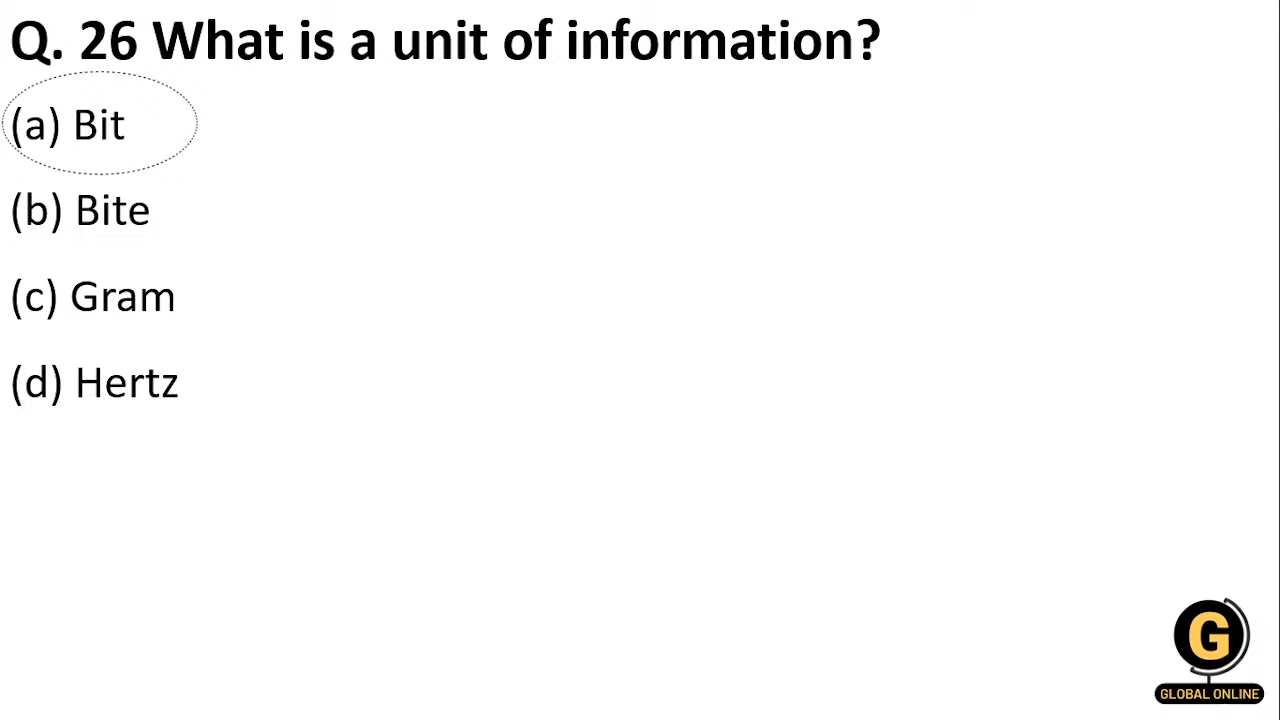 Q. 26 What is a unit of information?
(a) Bit
(b) Bite
(c) Gram
(d) Hertz
G
GLOBAL ONLINE